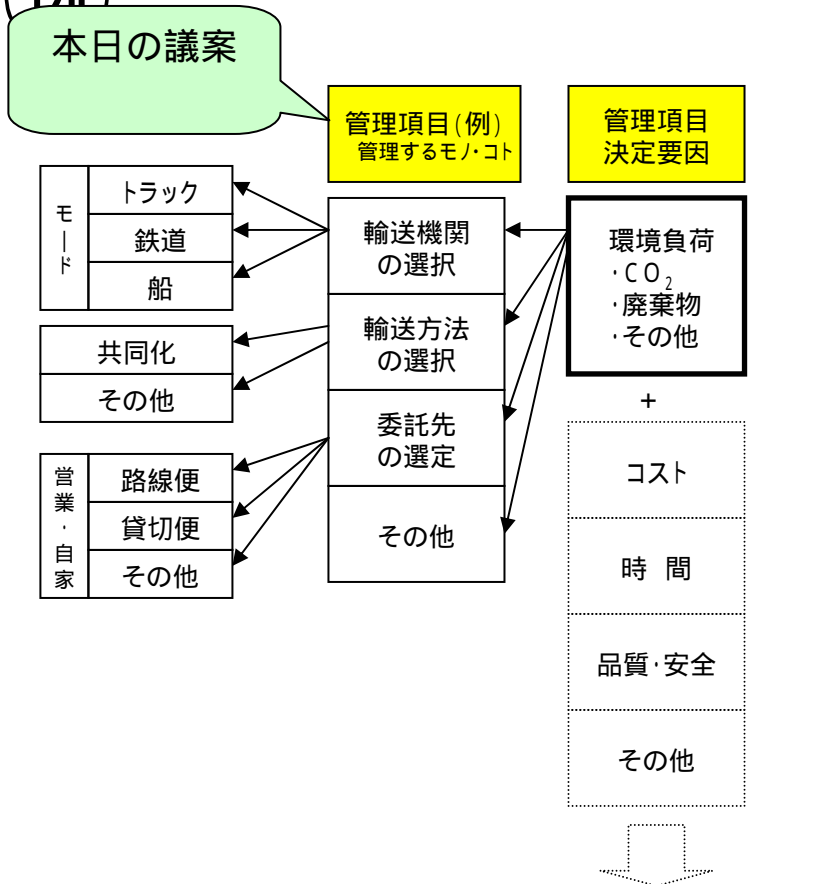 本日の議案
管理項目(例)
管理するモノ・コト
管理項目
決定要因
モード
トラック
鉄道
船
共同化
その他
営業・自家
路線便
貸切便
その他
輸送機関
の選択
輸送方法
の選択
委託先
の選定
その他
環境負荷
・CO₂
・廃棄物
・その他
+
コスト
時 間
品質・安全
その他